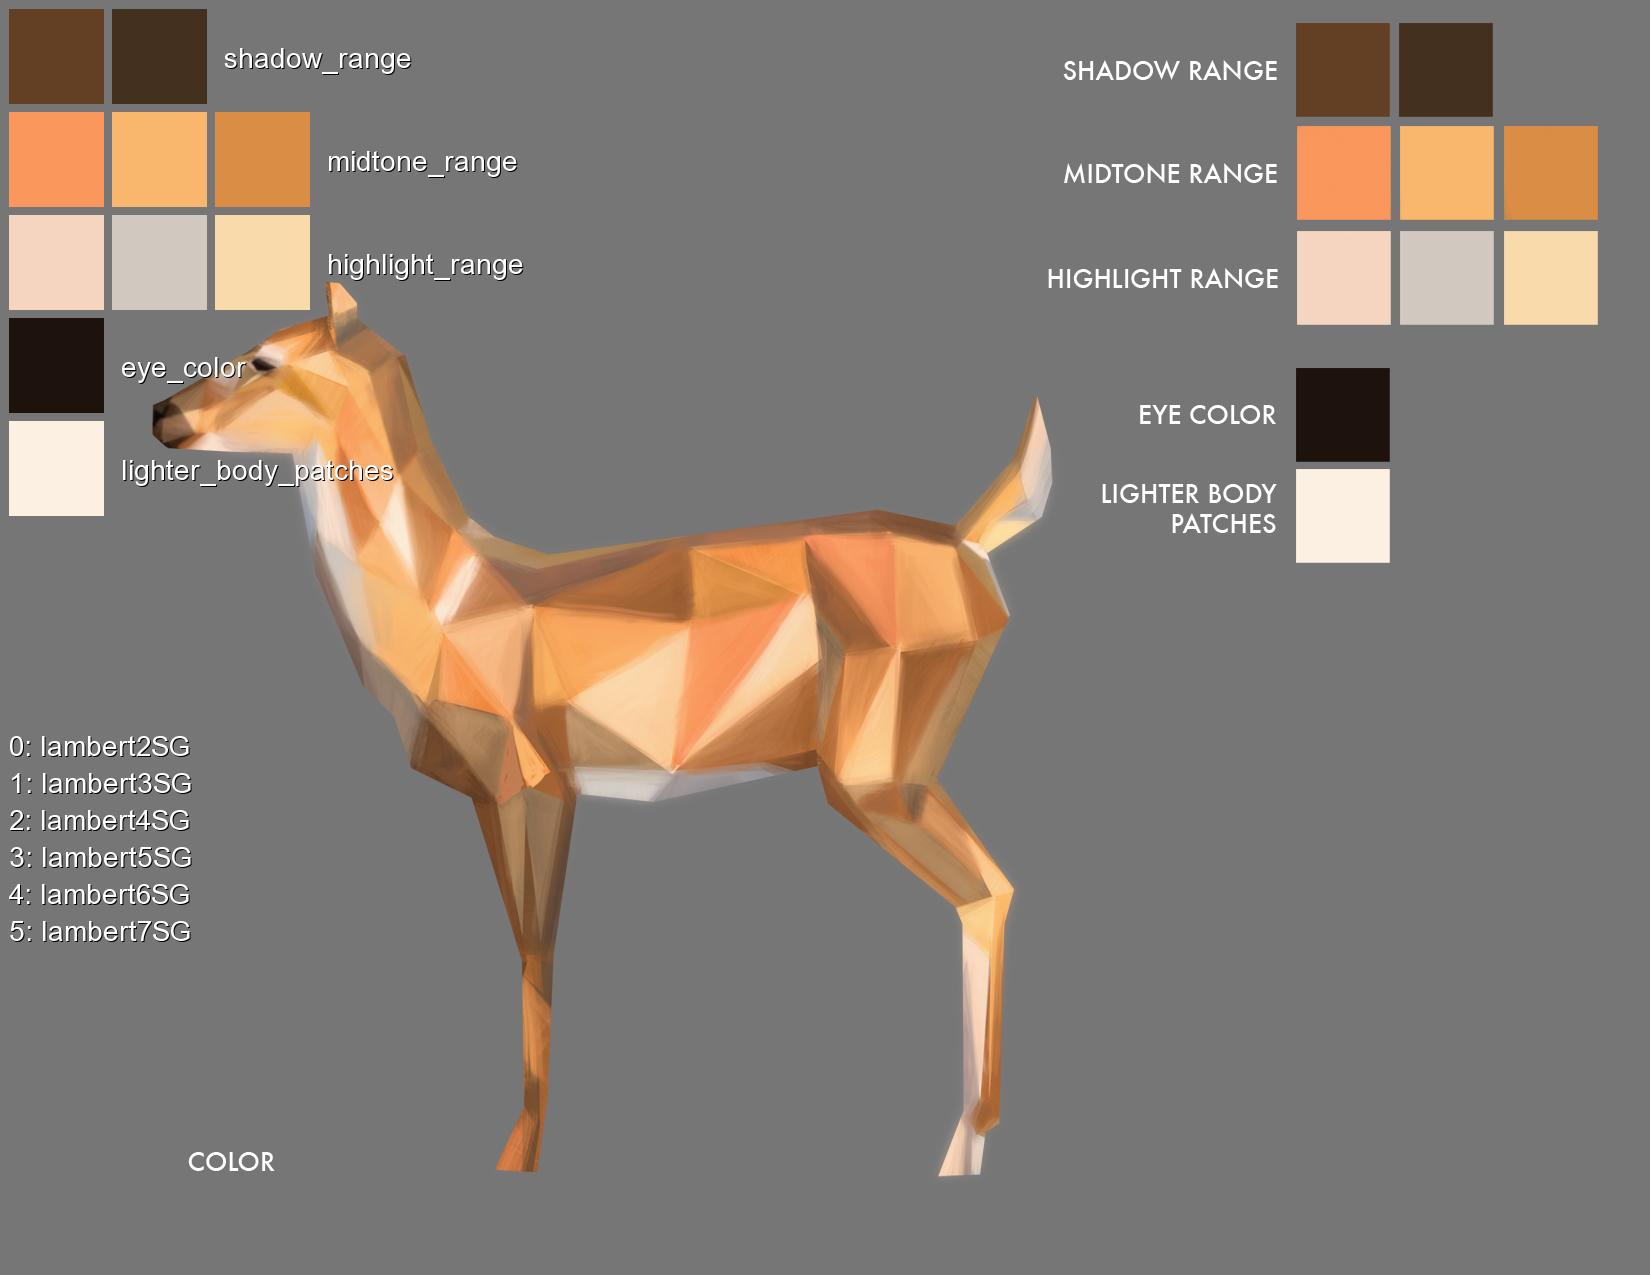 shadow_range
midtone_range
highlight_range
eye_color
lighter_body_patches
SHADOW RANGE
MIDTONE RANGE
HIGHLIGHT RANGE
EYE COLOR
LIGHTER BODY
PATCHES
0: lambert2SG
1: lambert3SG
2: lambert4SG
3: lambert5SG
4: lambert6SG
5: lambert7SG
COLOR